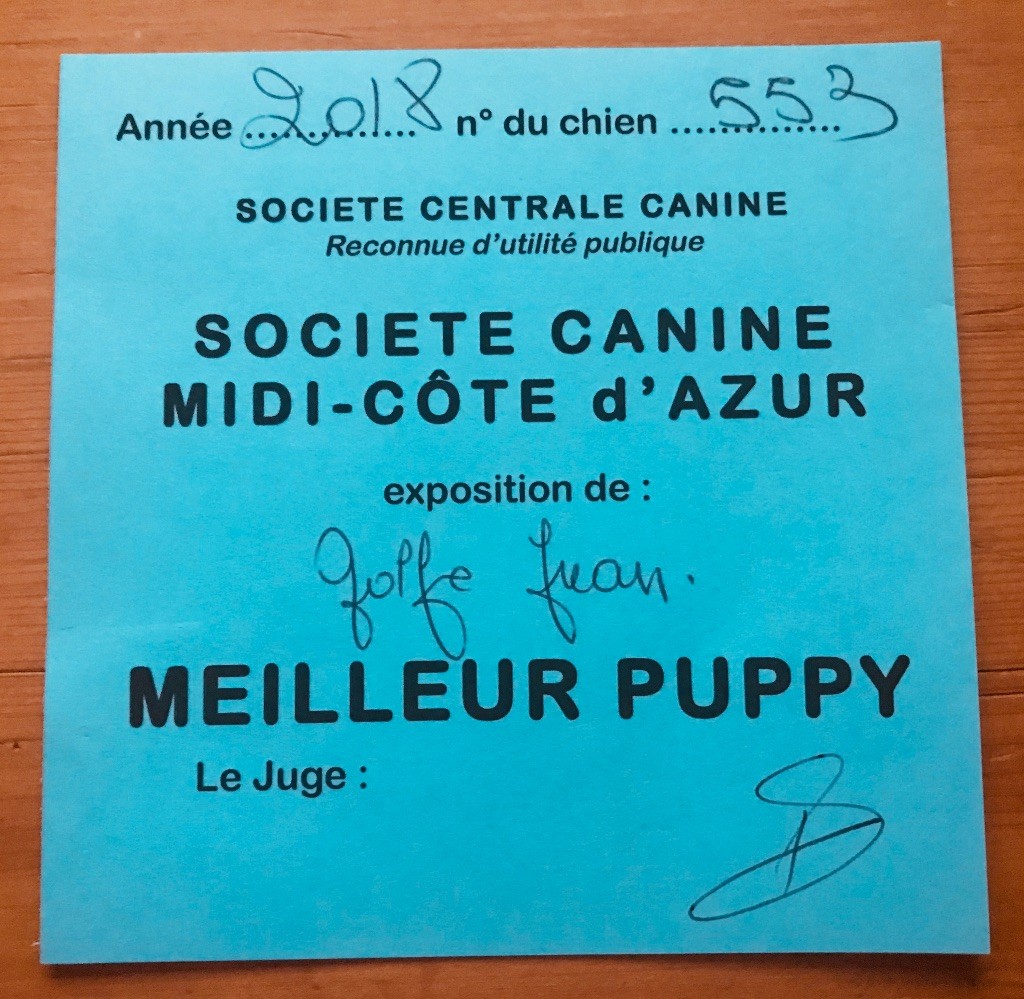 Année 2018 n° du chien 553
SOCIETE CENTRALE CANINE
Reconnue d'utilité publique
SOCIETE CANINE
MIDI-CÔTE d'AZUR
exposition de :
Golfe Juan.
MEILLEUR PUPPY
Le Juge :